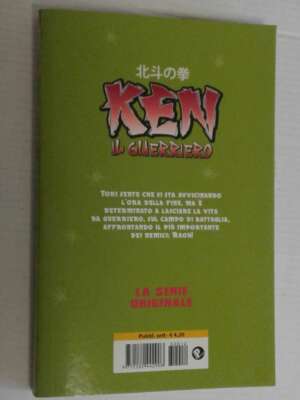 北斗の拳
KEN
IL GUERRIERO
TOKI SENTE CHE SI STA AVVICINANDO
L'ORA DELLA FINE, MA È
DETERMINATO A LASCIARE LA VITA
DA GUERRIERO, SUL CAMPO DI BATTAGLIA,
AFFRONTANDO IL PIÙ IMPORTANTE
DEI NEMICI: RAOH!
LA SERIE
ORIGINALE